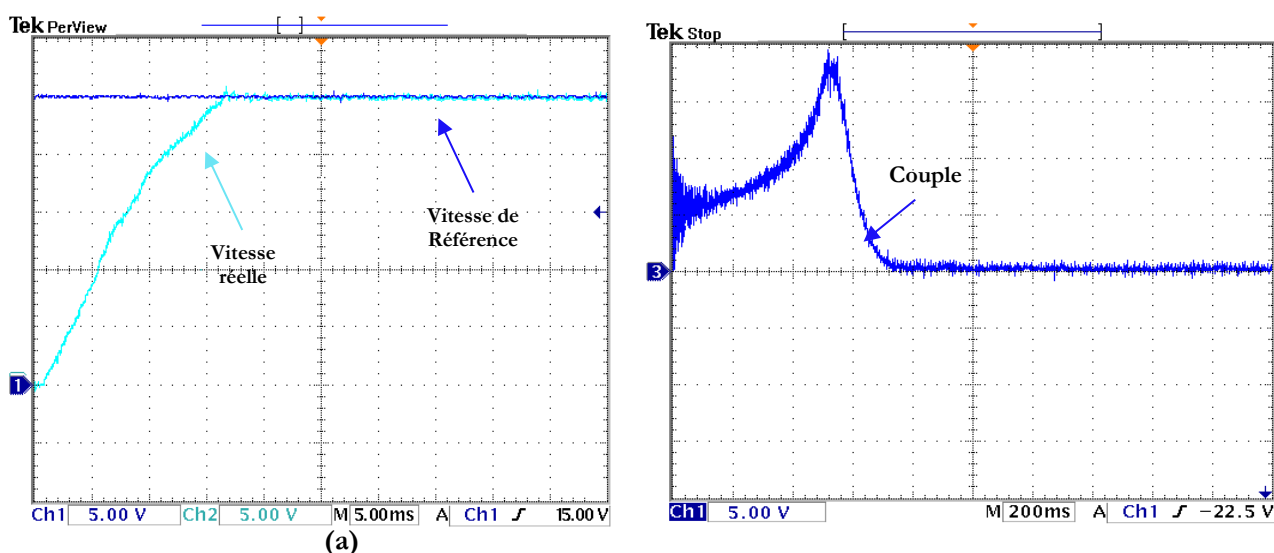 Tek PerView
Vitesse
réelle
Vitesse de
Référence
1
Ch1 5.00 V Ch2 5.00 V M 5.00ms A Ch1 15.00 V
(a)
Tek Stop
Couple
3
Ch1 5.00 V M 200ms A Ch1 -22.5 V